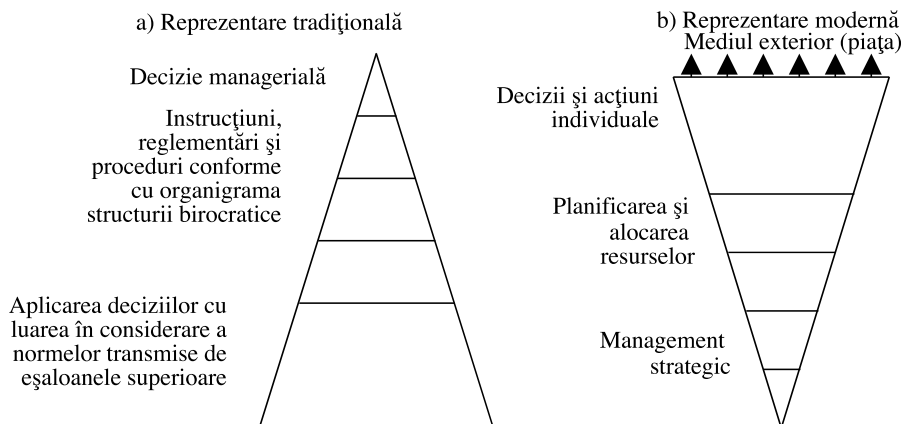 a) Reprezentare tradiţională
Decizie managerială
Instrucţiuni,
reglementări şi
proceduri conforme
cu organigrama
structurii birocratice
Aplicarea deciziilor cu
luarea în considerare a
normelor transmise de
eşaloanele superioare
b) Reprezentare modernă
Mediul exterior (piaţa)
Decizii şi acţiuni
individuale
Planificarea şi
alocarea
resurselor
Management
strategic